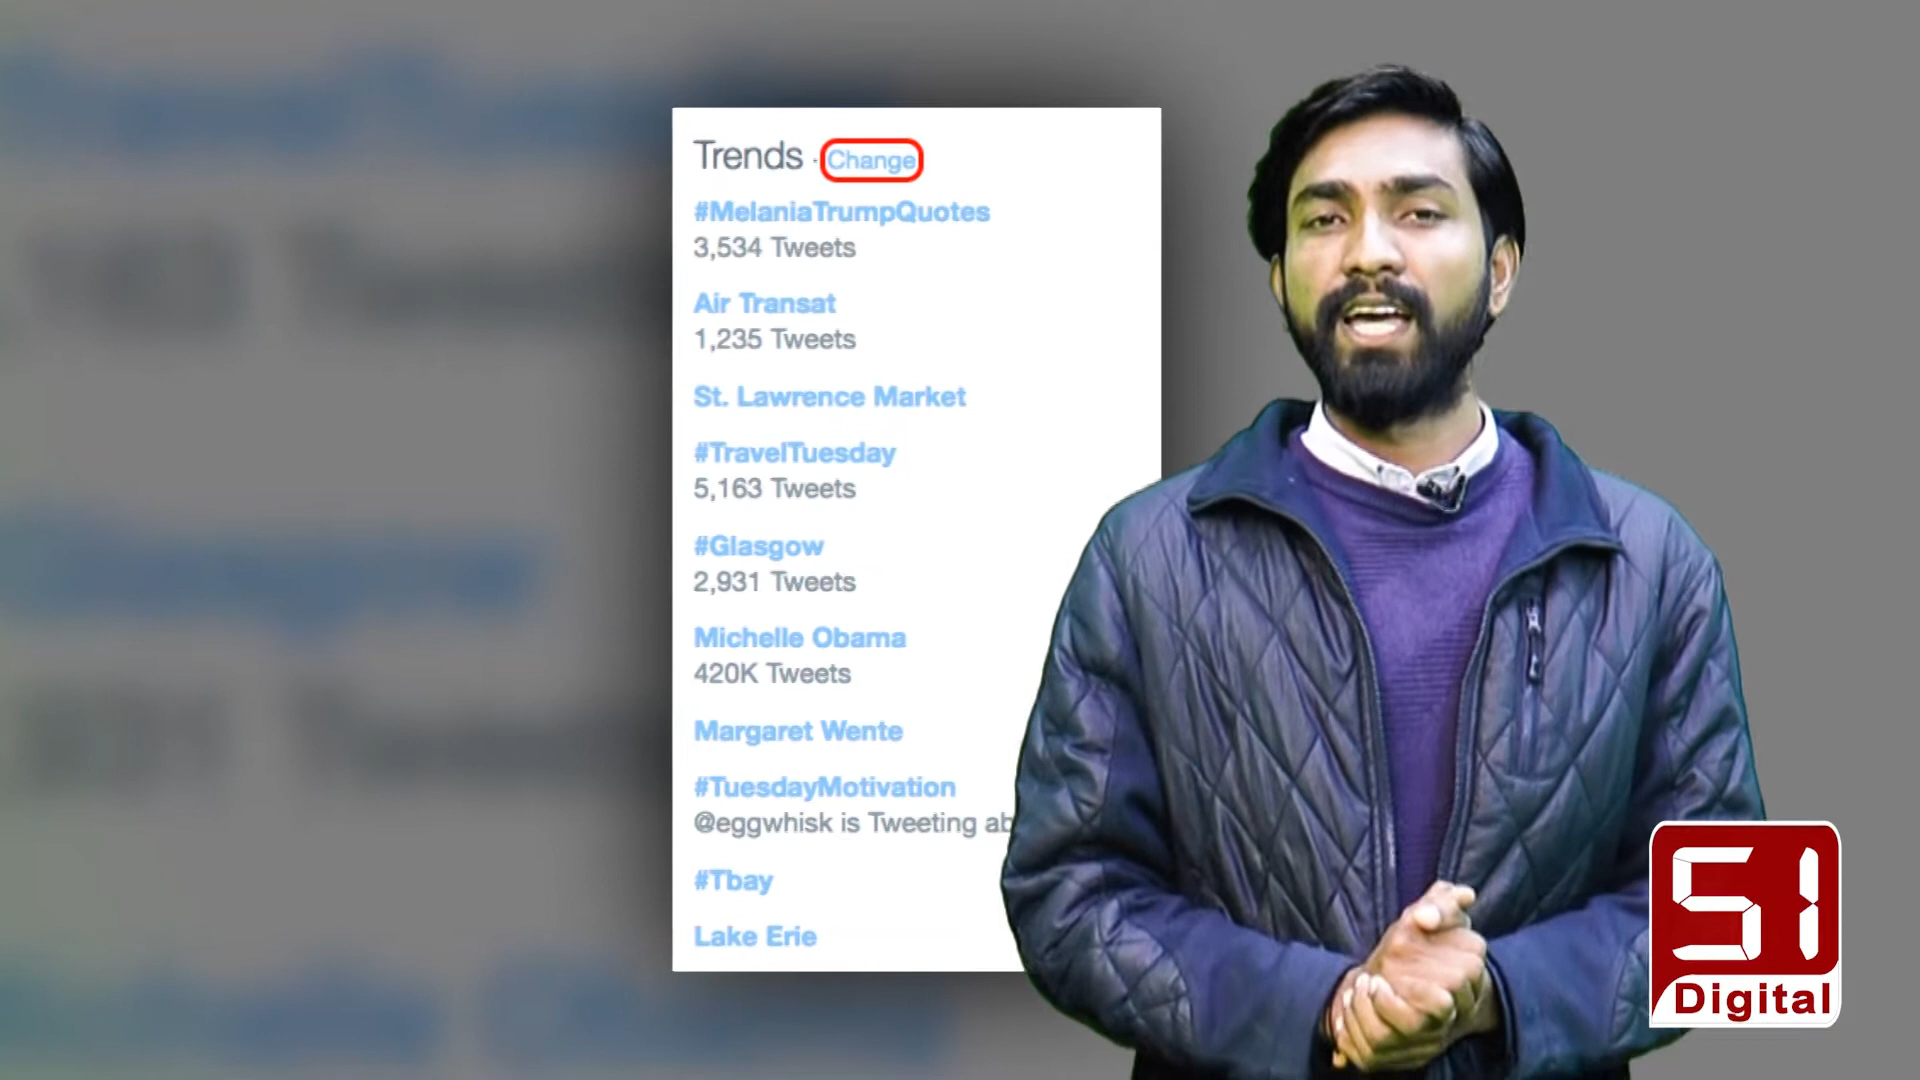 Trends · Change
#MelaniaTrumpQuotes
3,534 Tweets
Air Transat
1,235 Tweets
St. Lawrence Market
#TravelTuesday
5,163 Tweets
#Glasgow
2,931 Tweets
Michelle Obama
420K Tweets
Margaret Wente
#TuesdayMotivation
@eggwhisk is Tweeting
#Tbay
Lake Erie
51
Digital